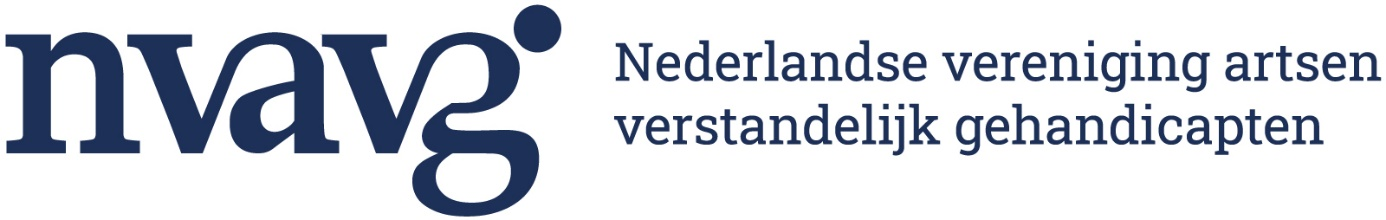 nvavg
Nederlandse vereniging artsen
verstandelijk gehandicapten